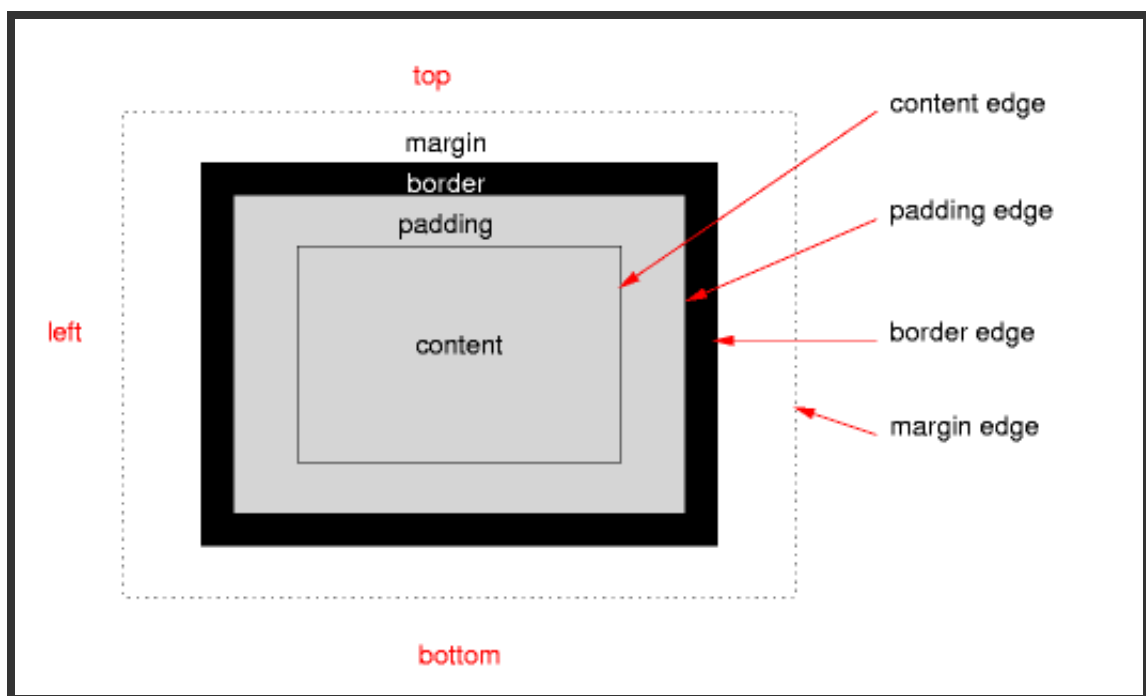 top
content edge
margin
border
padding edge
padding
left
border edge
content
margin edge
bottom